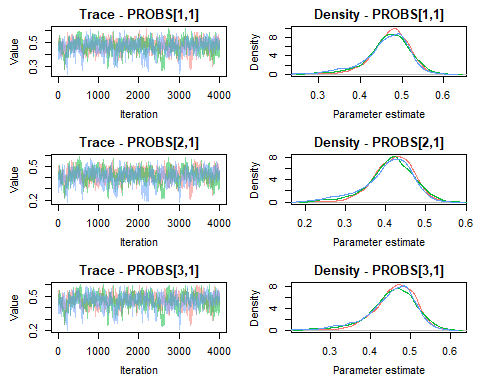 Trace - PROBS[1,1]
Value
0.3 0.5
0 1000 2000 3000 4000
Iteration
Density - PROBS[1,1]
Density
0 4 8
0.3 0.4 0.5 0.6
Parameter estimate
Trace - PROBS[2,1]
Value
0.2 0.5
0 1000 2000 3000 4000
Iteration
Density - PROBS[2,1]
Density
0 4 8
0.2 0.3 0.4 0.5 0.6
Parameter estimate
Trace - PROBS[3,1]
Value
0.2 0.5
0 1000 2000 3000 4000
Iteration
Density - PROBS[3,1]
Density
0 4 8
0.3 0.4 0.5 0.6
Parameter estimate